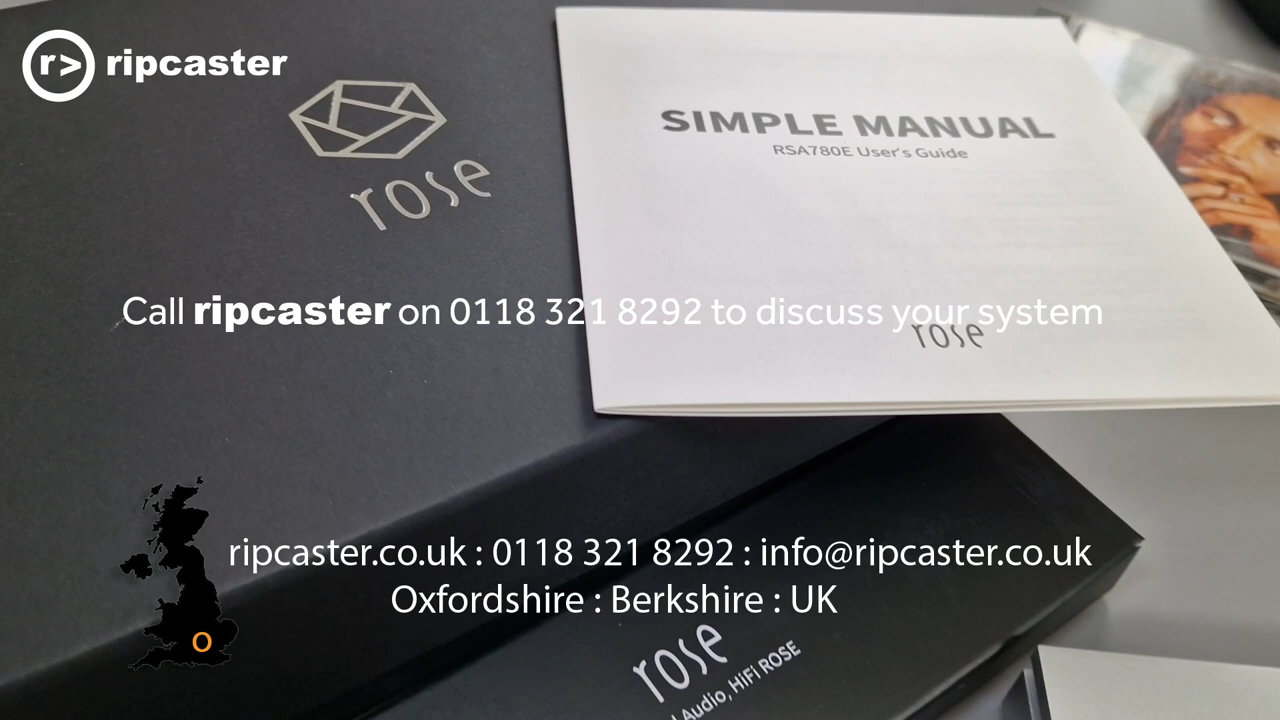 r> ripcaster
rose
SIMPLE MANUAL
RSA780E User's Guide
Call ripcaster on 0118 321 8292 to discuss your system
rose
ripcaster.co.uk : 0118 321 8292 : info@ripcaster.co.uk
Oxfordshire : Berkshire : UK
O
rose
Audio, HiFi ROSE